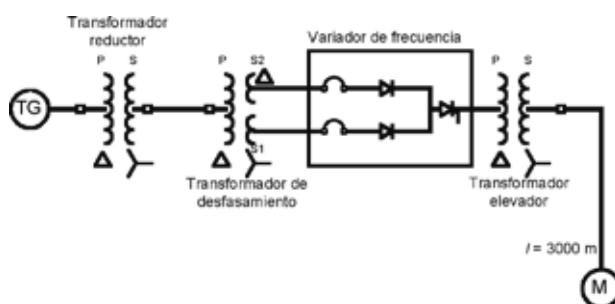 Transformador
reductor
Variador de frecuencia
P S
P S2
P S
TG
S1
Transformador de
desfasamiento
Transformador
elevador
l = 3000 m
M